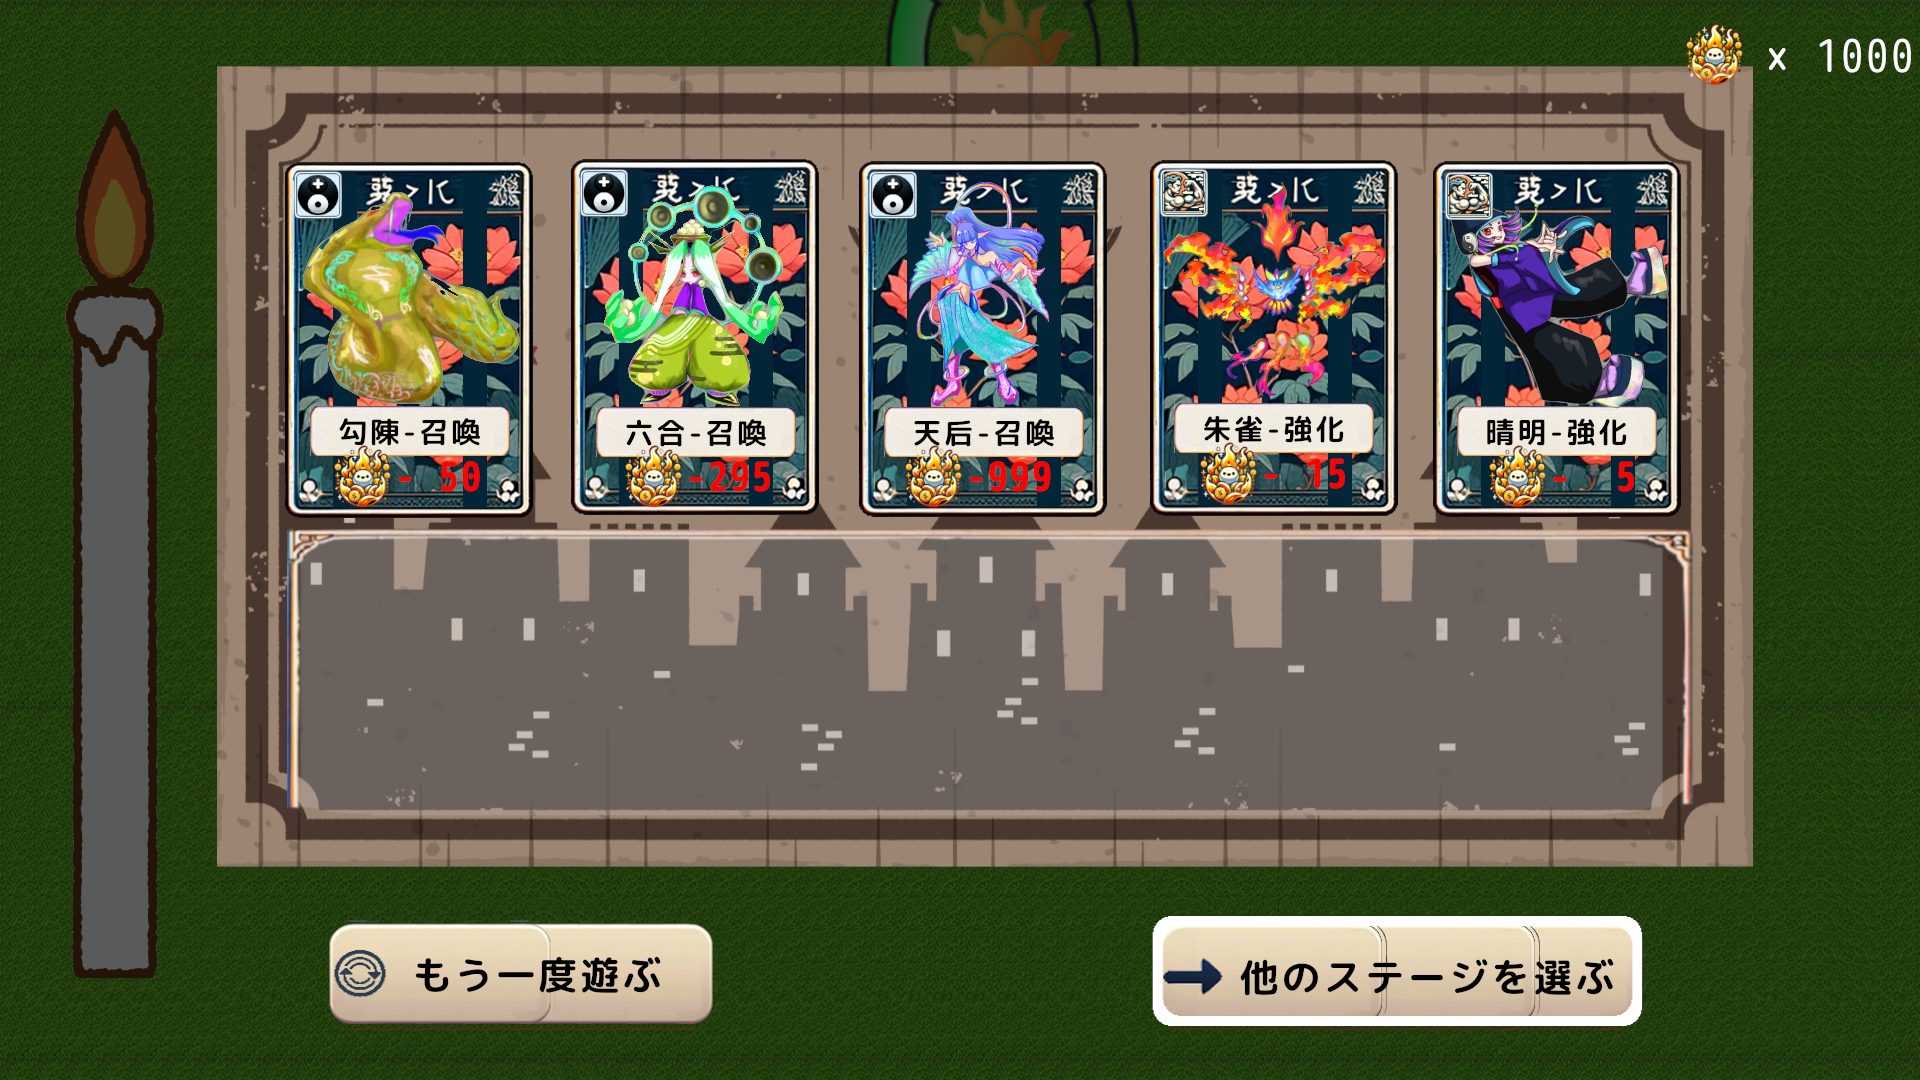 x 1000
勾陳-召喚
- 50
六合-召喚
-295
天后-召喚
-999
朱雀-強化
- 15
晴明-強化
- 5
もう一度遊ぶ
他のステージを選ぶ